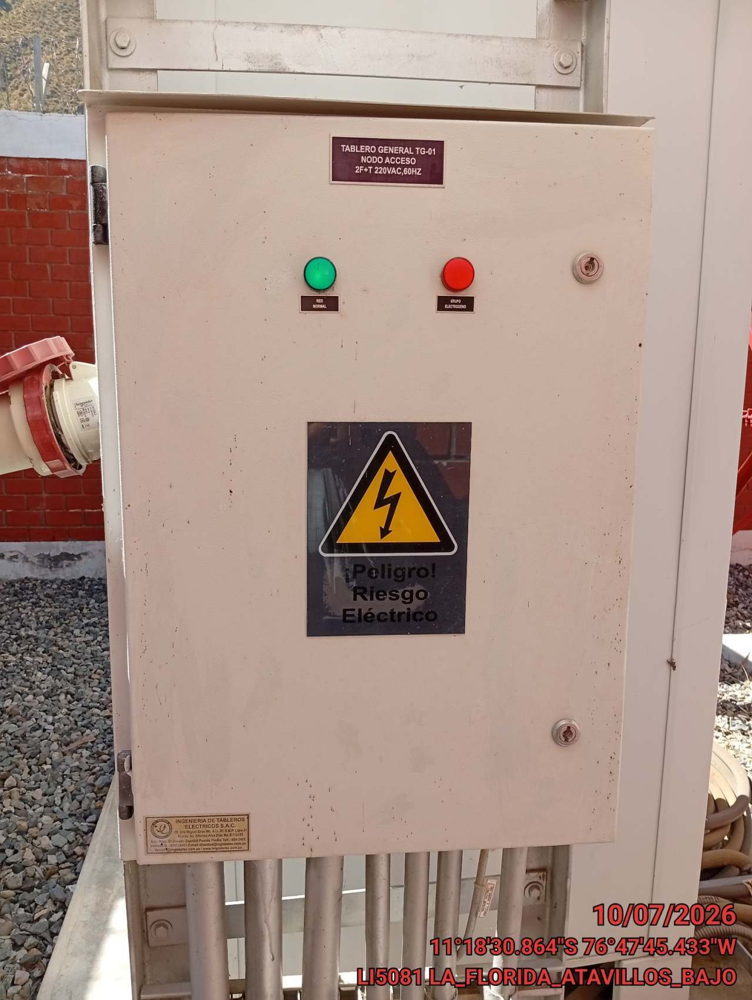 TABLERO GENERAL TG-01
NODO ACCESO
2F+T 220VAC,60HZ
RED
NORMAL
GRUPO
ELECTROGENO
Schneider
¡Peligro!
Riesgo
Eléctrico
INGENIERIA DE TABLEROS
ELECTRICOS S.A.C.
10/07/2026
11°18'30.864"S 76°47'45.433"W
LI5081 LA_FLORIDA_ATAVILLOS_BAJO